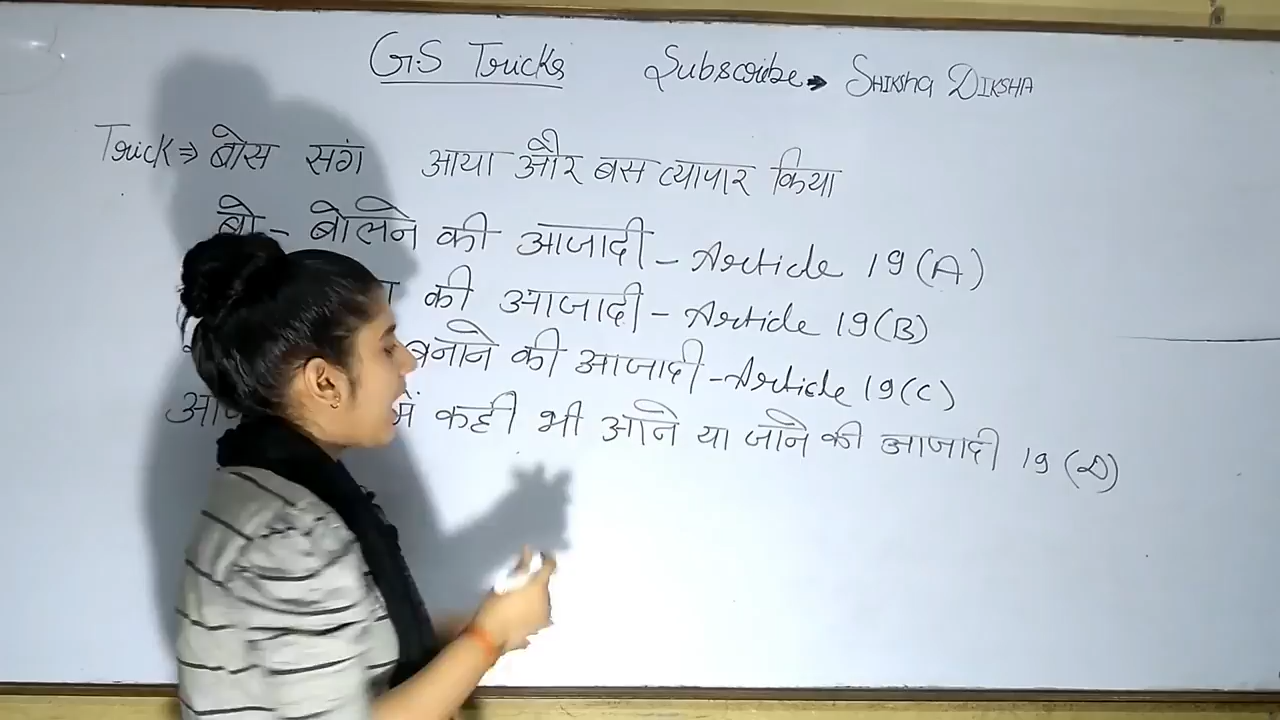 G.S Tricks Subscribe → SHIKSHA DIKSHA
Trick ⇒ बोस संग आया और बस व्यापार किया
बो - बोलने की आजादी - Article 19 (A)
की आजादी - Article 19 (B)
बनाने की आजादी - Article 19 (C)
में कही भी आने या जाने की आजादी 19 (D)